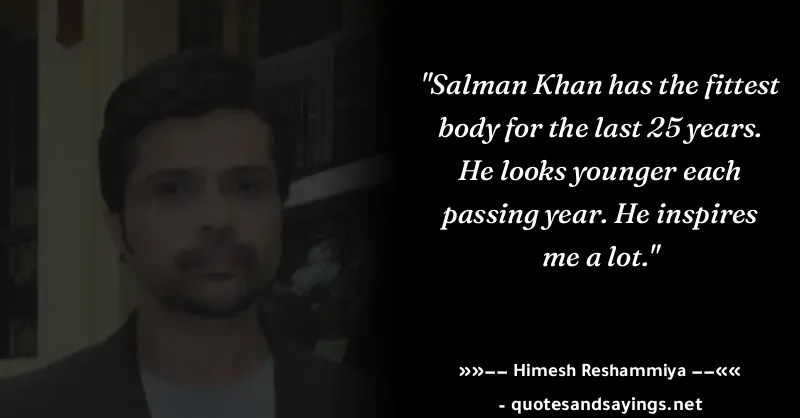 "Salman Khan has the fittest
body for the last 25 years.
He looks younger each
passing year. He inspires
me a lot."
»»–– Himesh Reshammiya ––««
- quotesandsayings.net